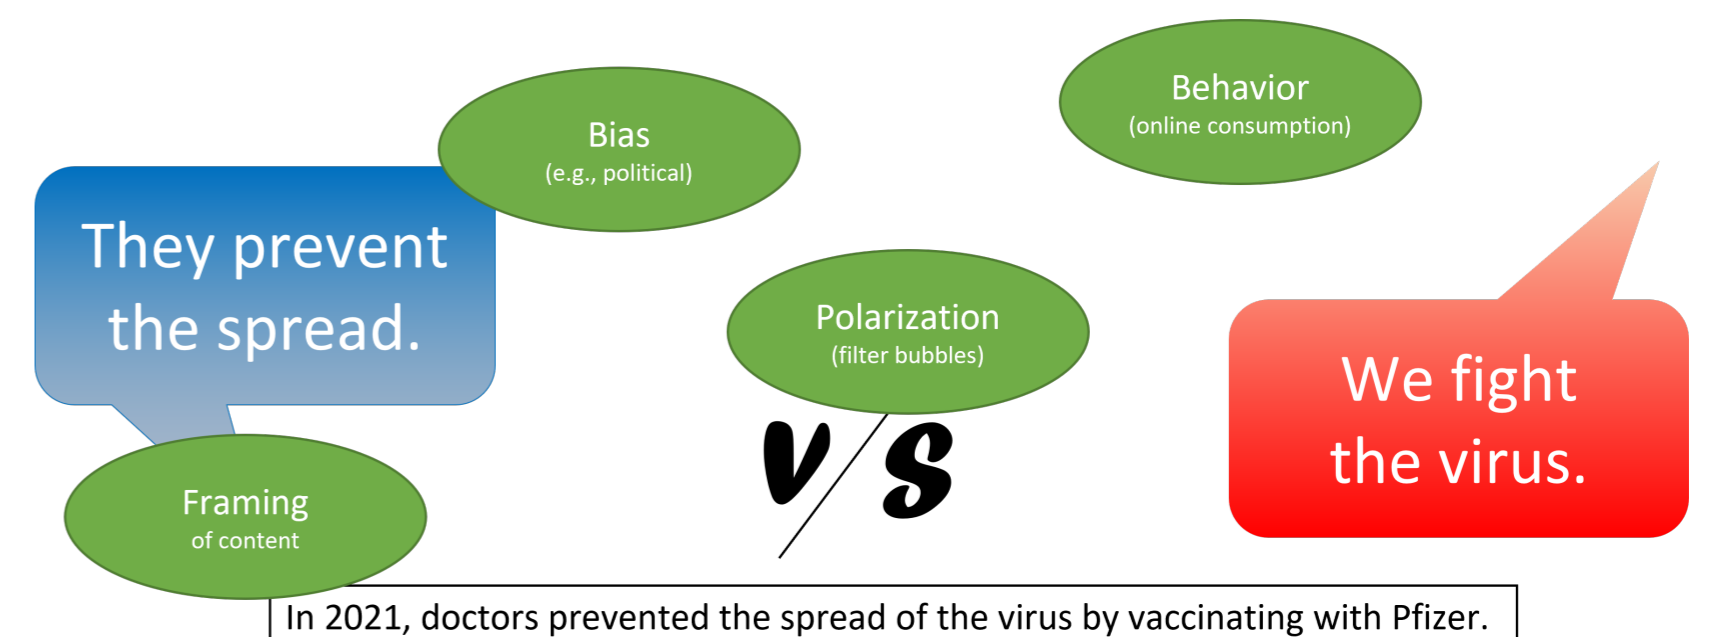 Behavior
(online consumption)
Bias
(e.g., political)
They prevent
the spread.
Polarization
(filter bubbles)
VS
We fight
the virus.
Framing
of content
In 2021, doctors prevented the spread of the virus by vaccinating with Pfizer.